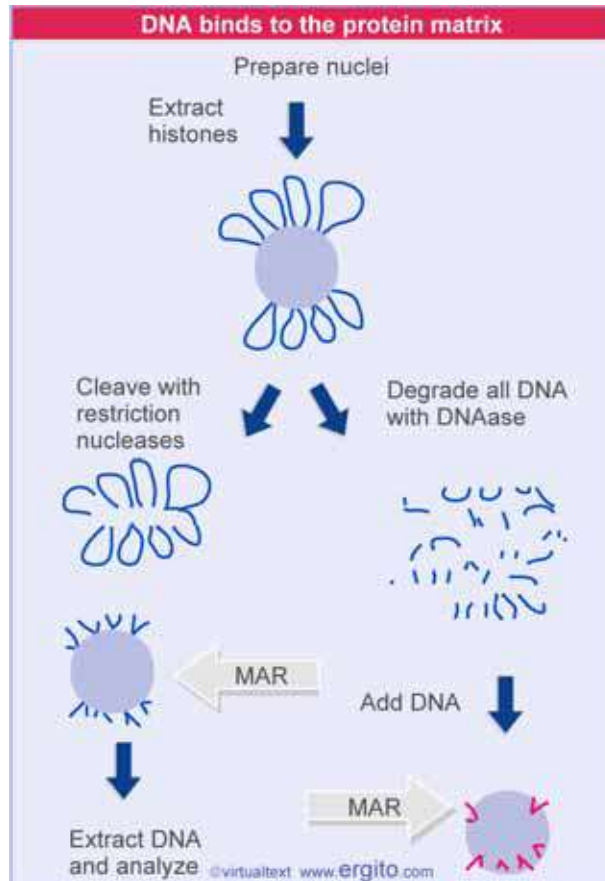 DNA binds to the protein matrix
Prepare nuclei
Extract
histones
Cleave with
restriction
nucleases
Degrade all DNA
with DNAase
MAR
Add DNA
MAR
Extract DNA
and analyze
©virtualtext www.ergito.com